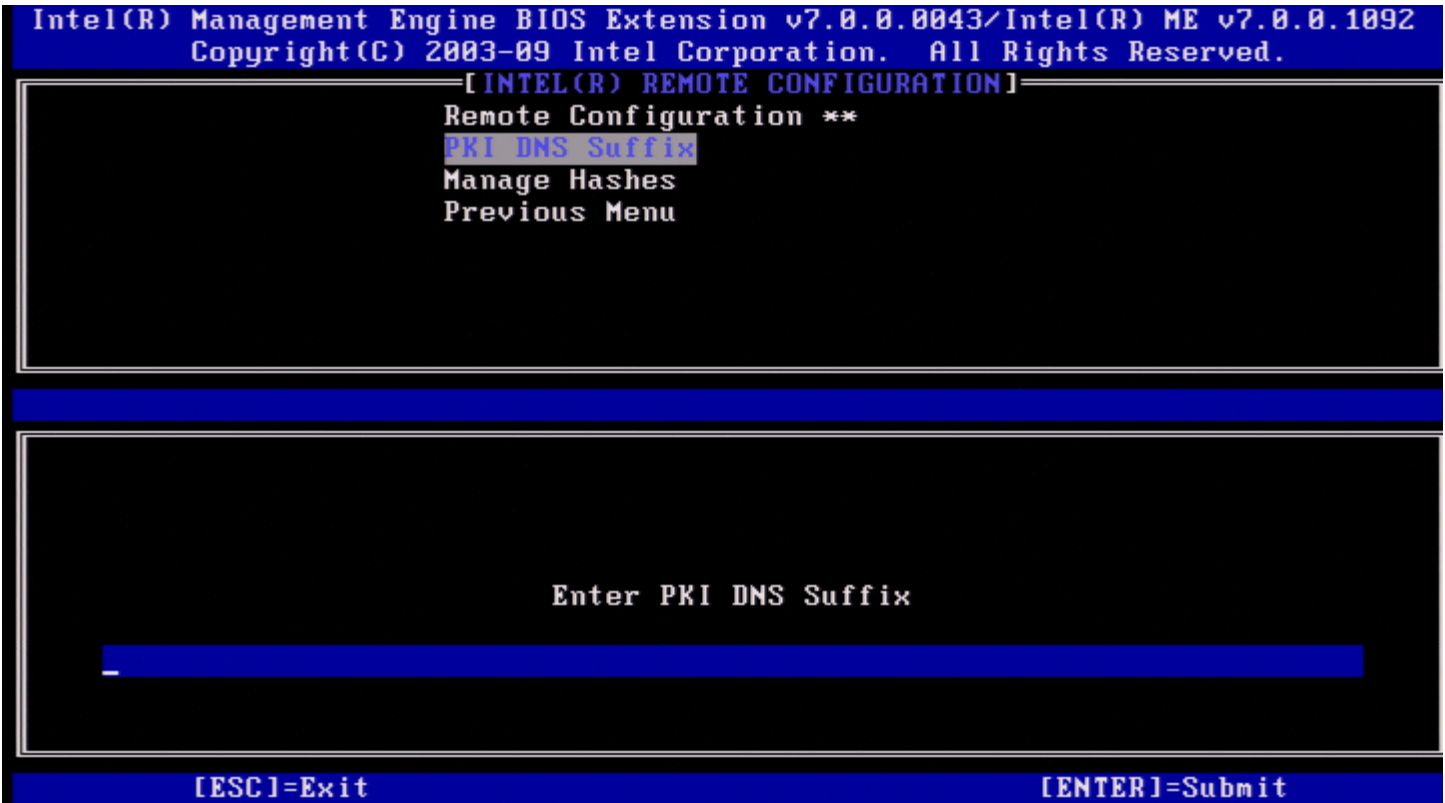 Intel(R) Management Engine BIOS Extension v7.0.0.0043/Intel(R) ME v7.0.0.1092
Copyright(C) 2003-09 Intel Corporation. All Rights Reserved.
[INTEL(R) REMOTE CONFIGURATION]
Remote Configuration **
PKI DNS Suffix
Manage Hashes
Previous Menu
Enter PKI DNS Suffix
[ESC]=Exit [ENTER]=Submit